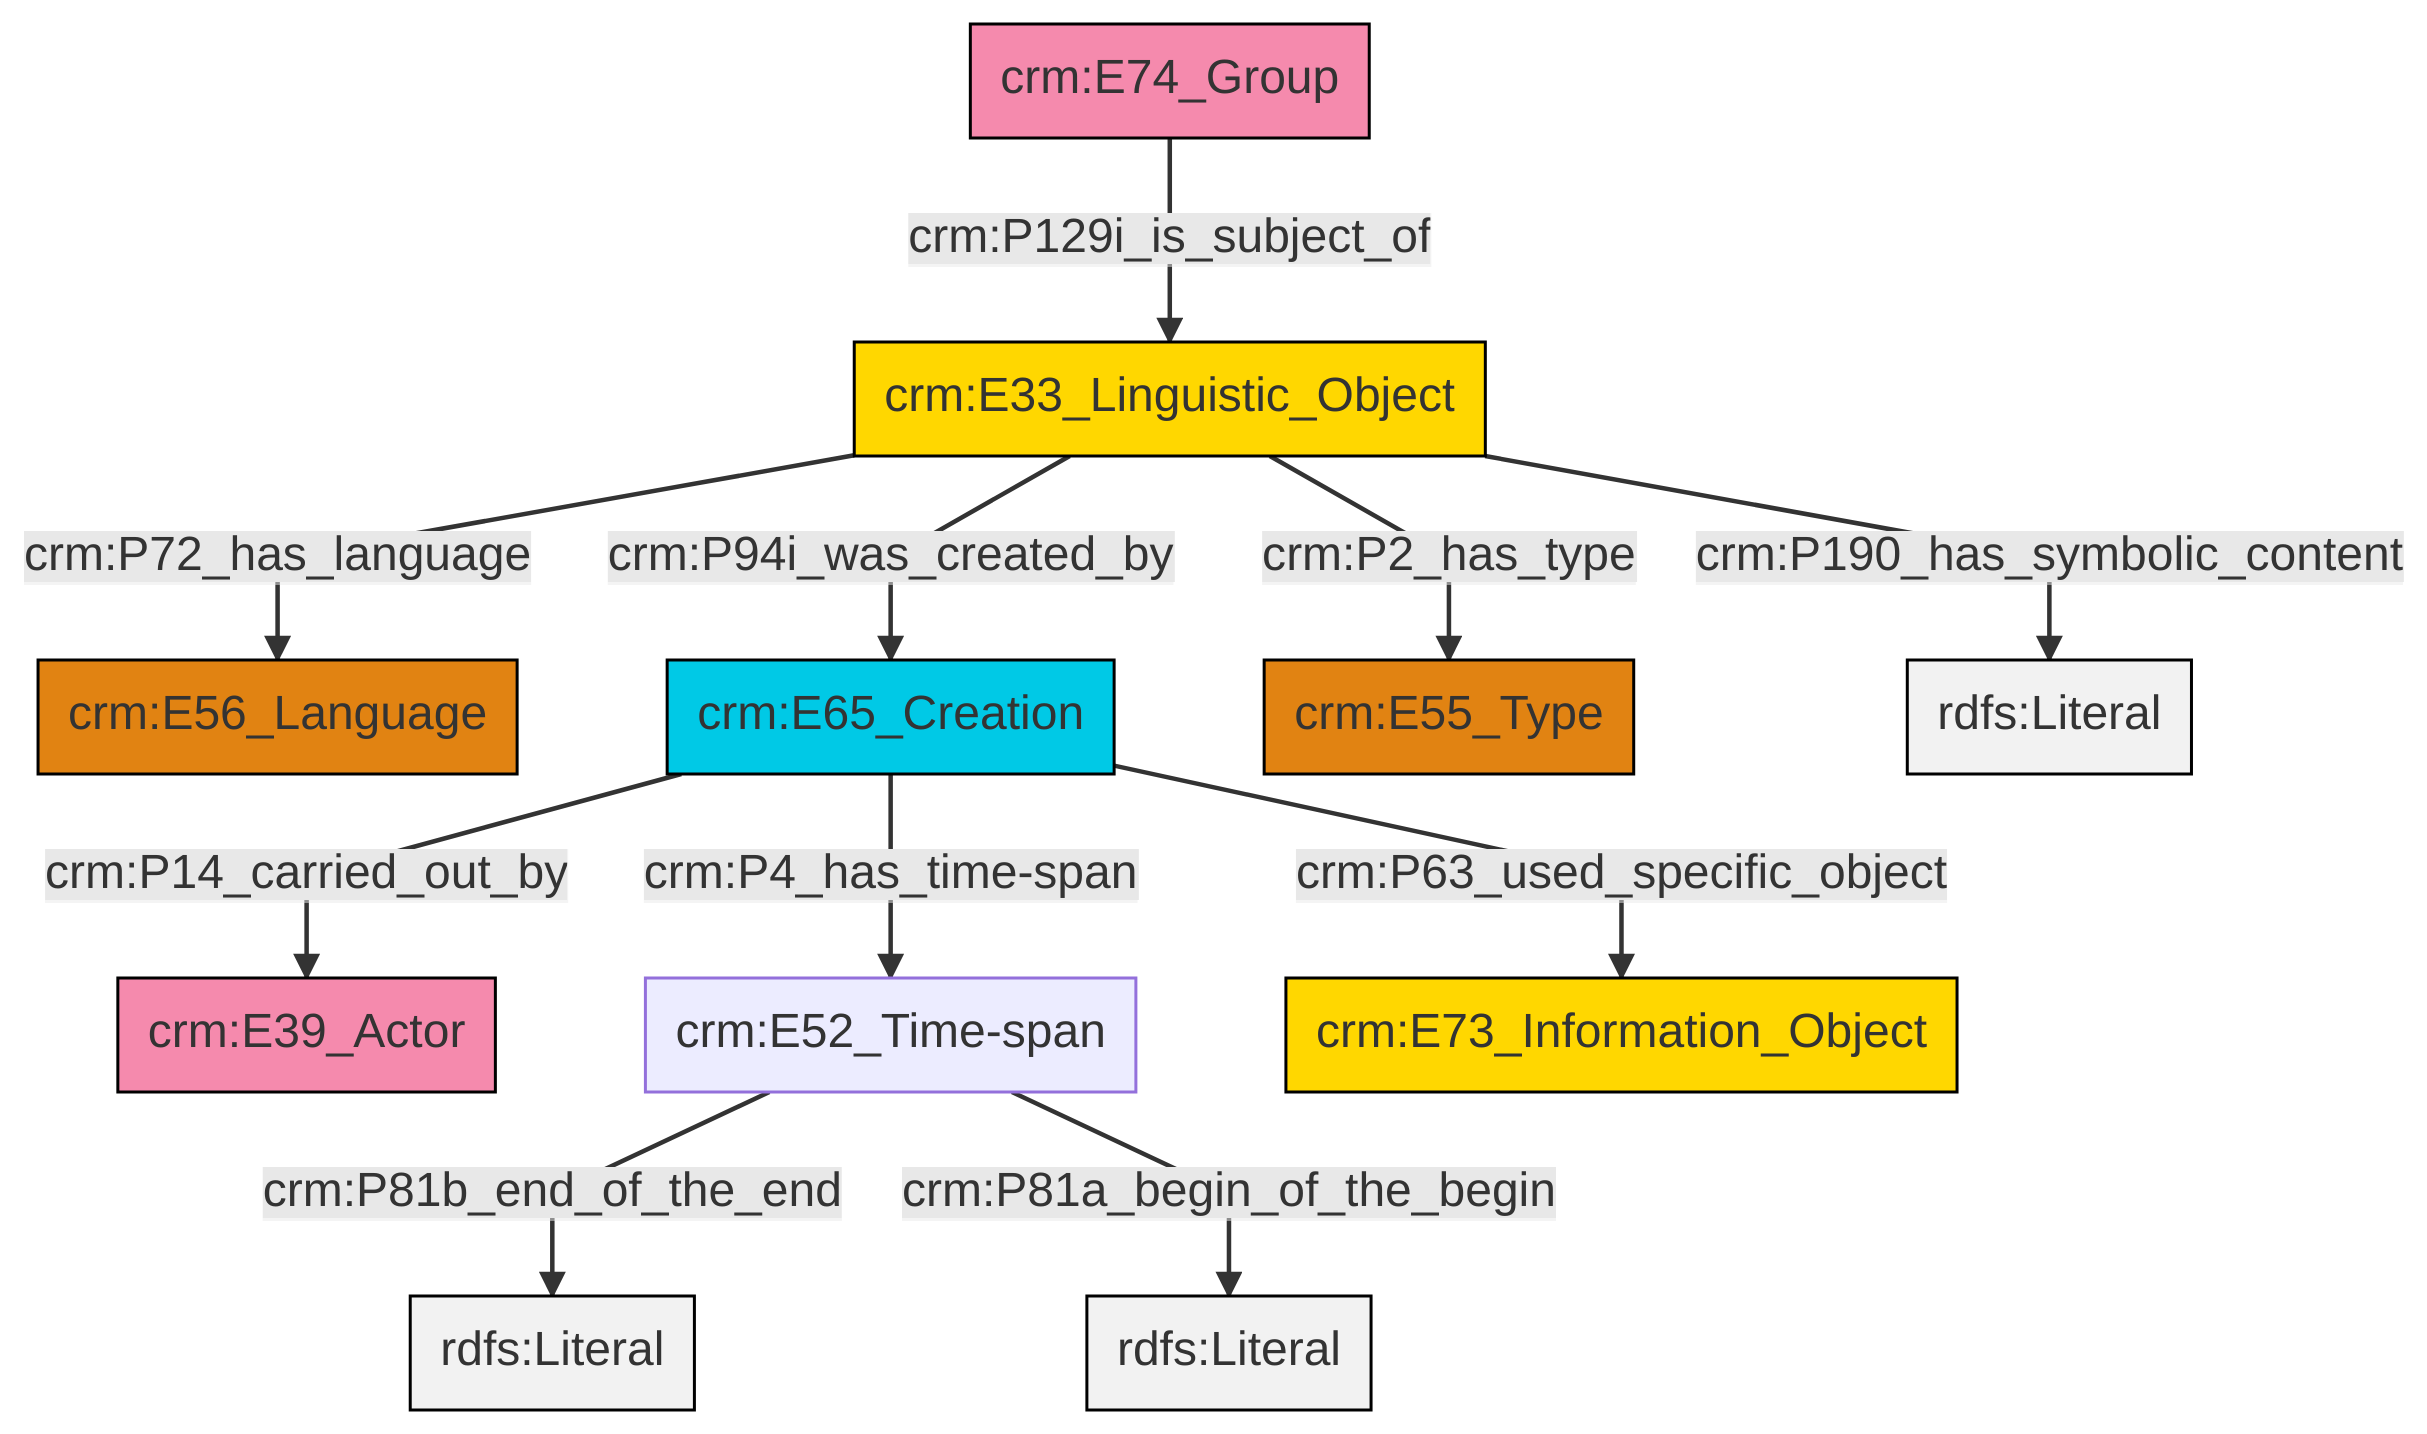 crm:E74_Group
crm:P129i_is_subject_of
crm:E33_Linguistic_Object
crm:P72_has_language
crm:P94i_was_created_by
crm:P2_has_type
crm:P190_has_symbolic_content
crm:E56_Language
crm:E65_Creation
crm:E55_Type
rdfs:Literal
crm:P14_carried_out_by
crm:P4_has_time-span
crm:P63_used_specific_object
crm:E39_Actor
crm:E52_Time-span
crm:E73_Information_Object
crm:P81b_end_of_the_end
crm:P81a_begin_of_the_begin
rdfs:Literal
rdfs:Literal